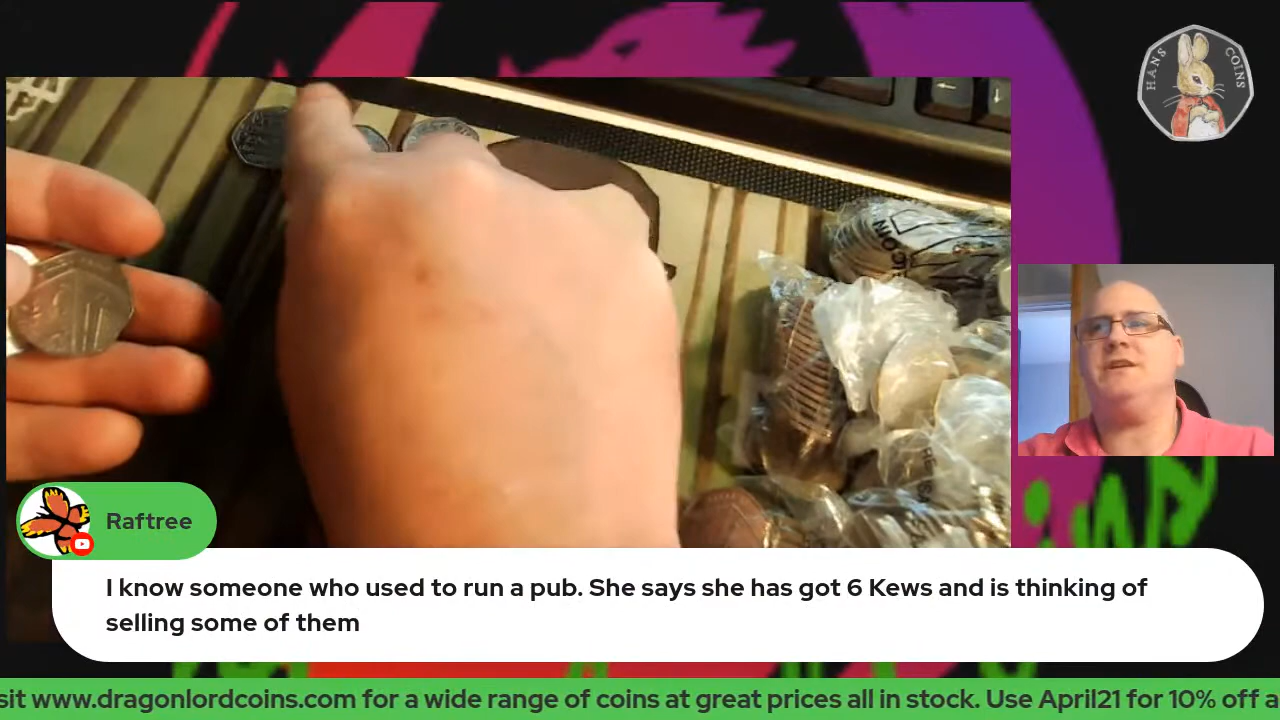 HANS COINS
Raftree
I know someone who used to run a pub. She says she has got 6 Kews and is thinking of
selling some of them
sit www.dragonlordcoins.com for a wide range of coins at great prices all in stock. Use April21 for 10% off a